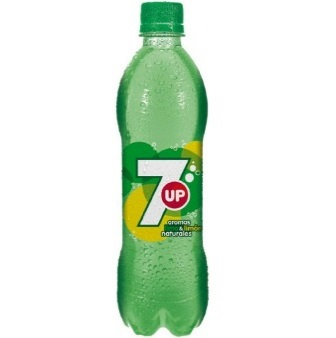 7
UP
aromas
& limón
naturales